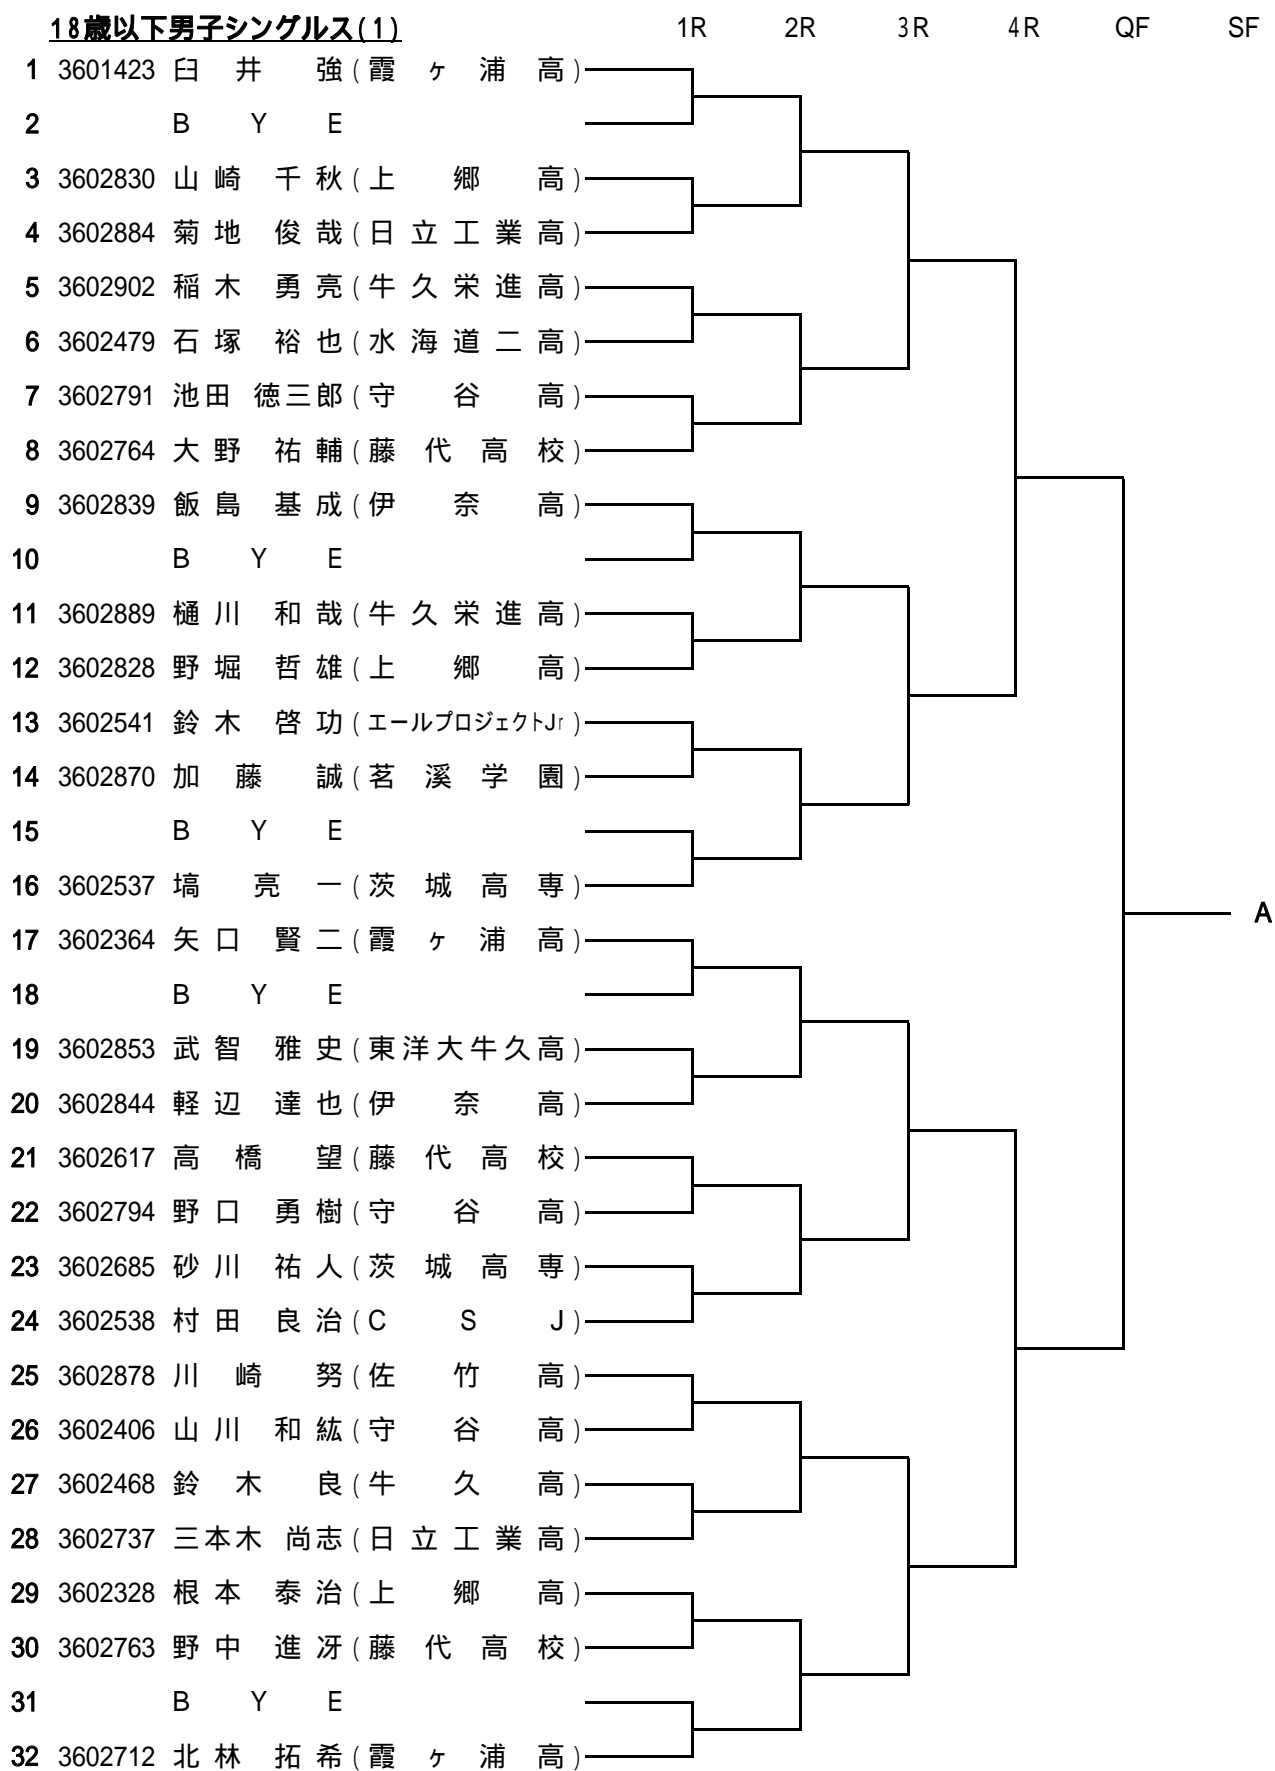 18歳以下男子シングルス(1) 1R 2R 3R 4R QF SF
1 3601423 臼井 強(霞ヶ浦高)
2 BYE
3 3602830 山崎 千秋(上郷高)
4 3602884 菊地 俊哉(日立工業高)
5 3602902 稲木 勇亮(牛久栄進高)
6 3602479 石塚 裕也(水海道二高)
7 3602791 池田 徳三郎(守谷高)
8 3602764 大野 祐輔(藤代高校)
9 3602839 飯島 基成(伊奈高)
10 BYE
11 3602889 樋川 和哉(牛久栄進高)
12 3602828 野堀 哲雄(上郷高)
13 3602541 鈴木 啓功(エールプロジェクトJr)
14 3602870 加藤 誠(茗溪学園)
15 BYE
16 3602537 塙 亮一(茨城高専)
A
17 3602364 矢口 賢二(霞ヶ浦高)
18 BYE
19 3602853 武智 雅史(東洋大牛久高)
20 3602844 軽辺 達也(伊奈高)
21 3602617 高橋 望(藤代高校)
22 3602794 野口 勇樹(守谷高)
23 3602685 砂川 祐人(茨城高専)
24 3602538 村田 良治(CSJ)
25 3602878 川崎 努(佐竹高)
26 3602406 山川 和紘(守谷高)
27 3602468 鈴木 良(牛久高)
28 3602737 三本木 尚志(日立工業高)
29 3602328 根本 泰治(上郷高)
30 3602763 野中 進冴(藤代高校)
31 BYE
32 3602712 北林 拓希(霞ヶ浦高)